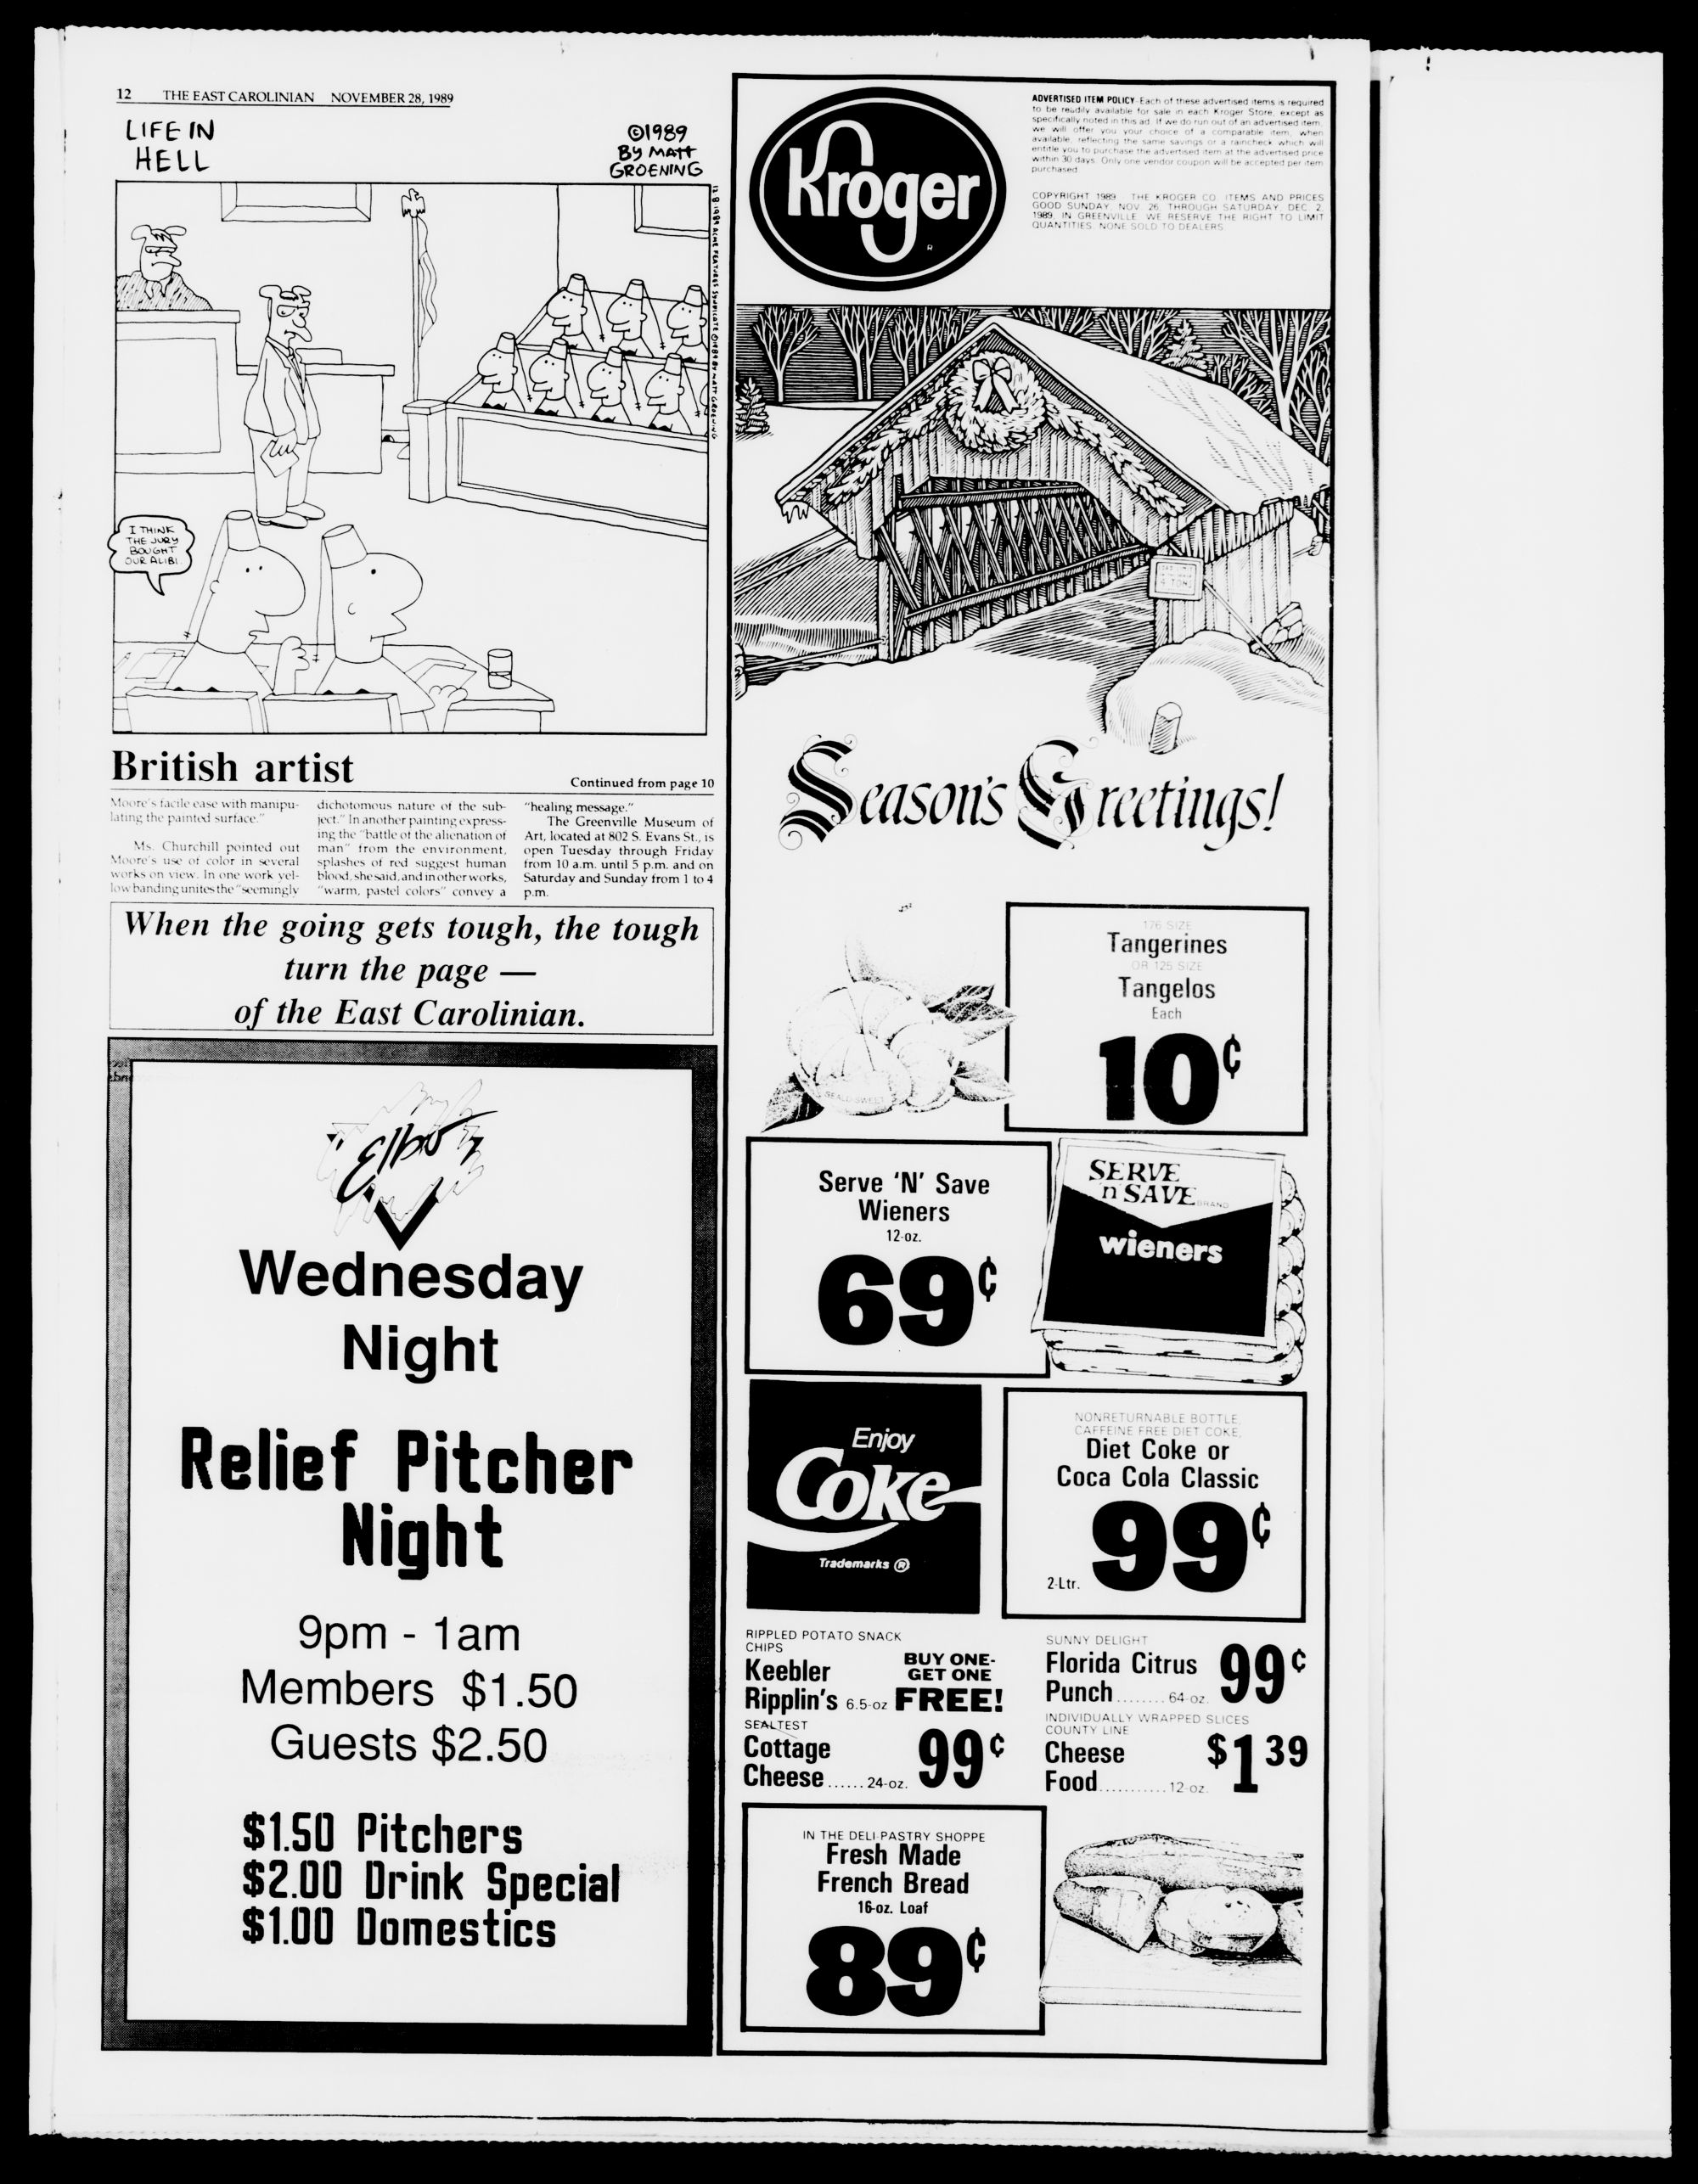 12 THE EAST CAROLINIAN NOVEMBER 28, 1989
LIFE IN
HELL
©1989
BY MATT
GROENING
I THINK
THE JURY
BOUGHT
OUR ALIBI.
British artist
Continued from page 10
Moore's facile ease with manipu-
lating the painted surface."
Ms. Churchill pointed out
Moore's use of color in several
works on view. In one work yel-
low banding unites the "seemingly
dichotomous nature of the sub-
ject." In another painting express-
ing the "battle of the alienation of
man" from the environment,
splashes of red suggest human
blood, she said, and in other works,
"warm, pastel colors" convey a
"healing message."
The Greenville Museum of
Art, located at 802 S. Evans St., is
open Tuesday through Friday
from 10 a.m. until 5 p.m. and on
Saturday and Sunday from 1 to 4
p.m.
When the going gets tough, the tough
turn the page —
of the East Carolinian.
Elbo
Wednesday
Night
Relief Pitcher
Night
9pm - 1am
Members $1.50
Guests $2.50
$1.50 Pitchers
$2.00 Drink Special
$1.00 Domestics
Kroger
ADVERTISED ITEM POLICY-Each of these advertised items is required
to be readily available for sale in each Kroger Store, except as
specifically noted in this ad. If we do run out of an advertised item,
we will offer you your choice of a comparable item, when
available, reflecting the same savings or a raincheck which will
entitle you to purchase the advertised item at the advertised price
within 30 days. Only one vendor coupon will be accepted per item
purchased
COPYRIGHT 1989 THE KROGER CO. ITEMS AND PRICES
GOOD SUNDAY, NOV. 26, THROUGH SATURDAY, DEC. 2,
1989, IN GREENVILLE. WE RESERVE THE RIGHT TO LIMIT
QUANTITIES. NONE SOLD TO DEALERS.
Season's Greetings!
176 SIZE
Tangerines
OR 125 SIZE
Tangelos
Each
10¢
Serve 'N' Save
Wieners
12-oz.
69¢
SERVE
'n SAVE BRAND
wieners
Enjoy
Coke
Trademarks ®
NONRETURNABLE BOTTLE,
CAFFEINE FREE DIET COKE,
Diet Coke or
Coca Cola Classic
2-Ltr. 99¢
RIPPLED POTATO SNACK
CHIPS
Keebler
Ripplin's 6.5-oz
BUY ONE-
GET ONE
FREE!
SEALTEST
Cottage
Cheese...... 24-oz. 99¢
SUNNY DELIGHT
Florida Citrus
Punch........ 64-oz. 99¢
INDIVIDUALLY WRAPPED SLICES
COUNTY LINE
Cheese
Food........... 12-oz. $1 39
IN THE DELI-PASTRY SHOPPE
Fresh Made
French Bread
16-oz. Loaf
89¢